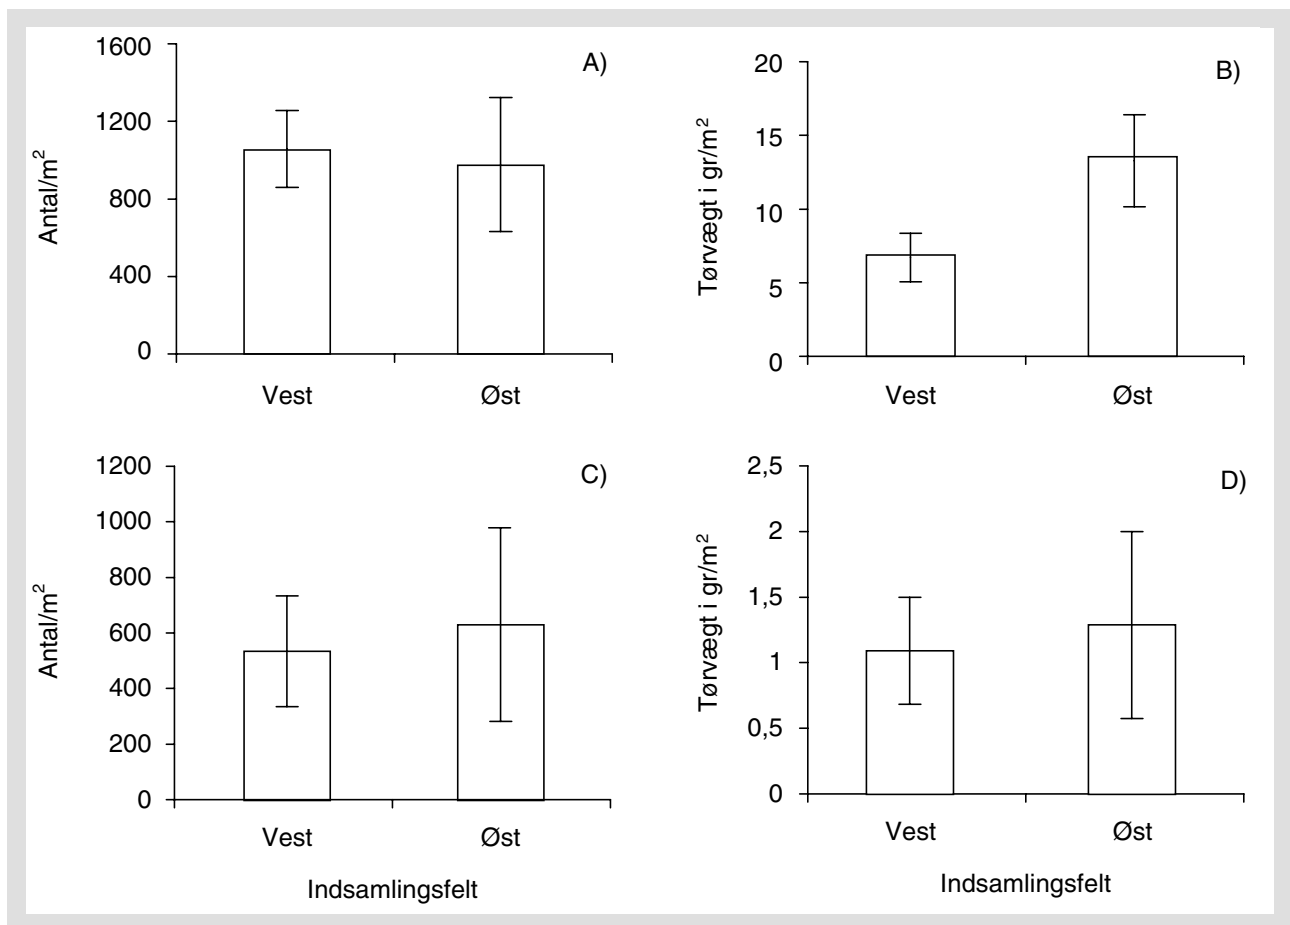 A)
Antal/m²
1600
1200
800
400
0
Vest Øst
B)
Tørvægt i gr/m²
20
15
10
5
0
Vest Øst
C)
Antal/m²
1200
1000
800
600
400
200
0
Vest Øst
Indsamlingsfelt
D)
Tørvægt i gr/m²
2,5
2
1,5
1
0,5
0
Vest Øst
Indsamlingsfelt